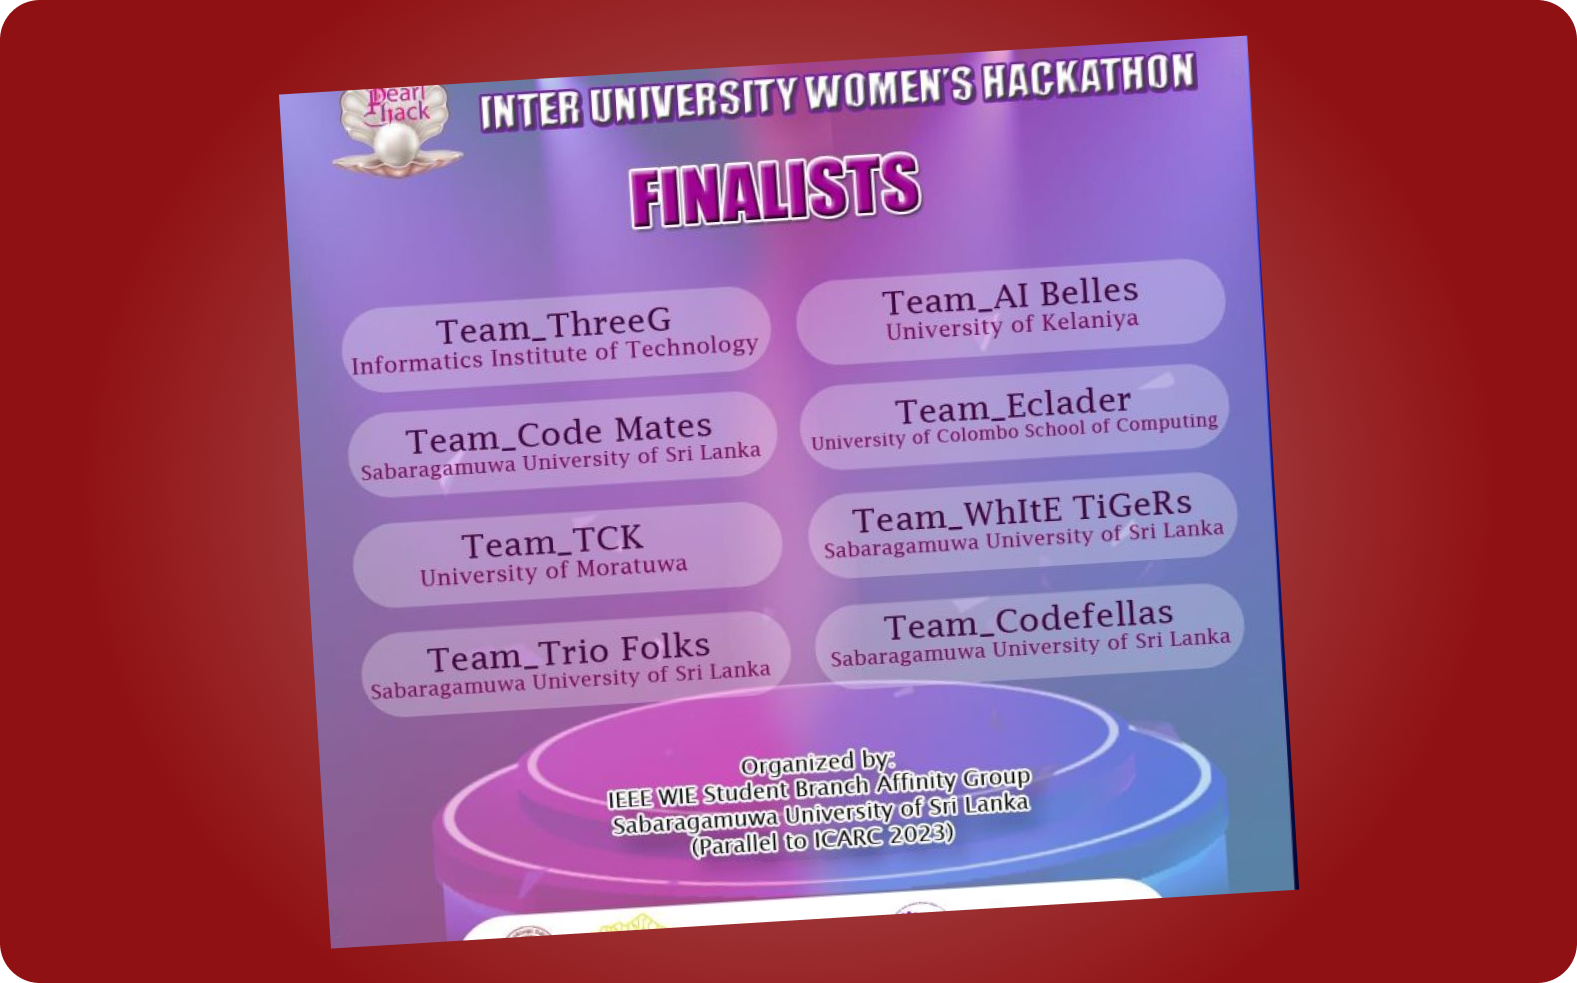 Pearl
Hack
INTER UNIVERSITY WOMEN'S HACKATHON
FINALISTS
Team_ThreeG
Informatics Institute of Technology
Team_AI Belles
University of Kelaniya
Team_Code Mates
Sabaragamuwa University of Sri Lanka
Team_Eclader
University of Colombo School of Computing
Team_TCK
University of Moratuwa
Team_WhItE TiGeRs
Sabaragamuwa University of Sri Lanka
Team_Trio Folks
Sabaragamuwa University of Sri Lanka
Team_Codefellas
Sabaragamuwa University of Sri Lanka
Organized by:
IEEE WIE Student Branch Affinity Group
Sabaragamuwa University of Sri Lanka
(Parallel to ICARC 2023)